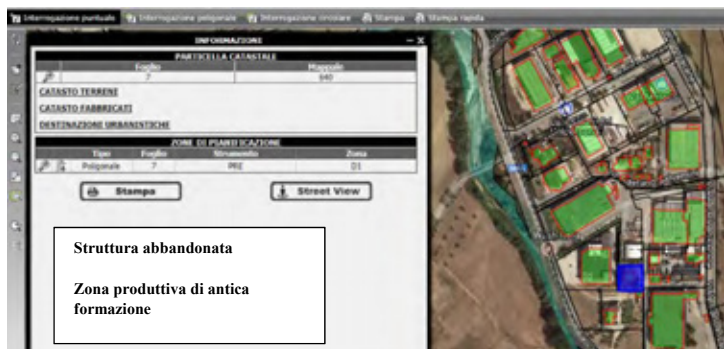 Interrogazione puntuale Interrogazione poligonale Interrogazione circolare Stampa Stampa rapida
INFORMAZIONI – X
PARTICELLA CATASTALE
Foglio Mappale
7 840
CATASTO TERRENI
CATASTO FABBRICATI
DESTINAZIONE URBANISTICHE
ZONE DI PIANIFICAZIONE
Tipo Foglio Strumento Zona
Poligonale 7 PRE D1
Stampa Street View
Struttura abbandonata
Zona produttiva di antica
formazione